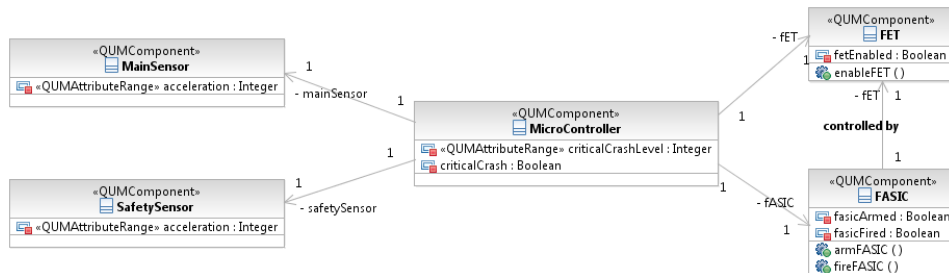 «QUMComponent»
MainSensor
«QUMAttributeRange» acceleration : Integer
1
- mainSensor
1
«QUMComponent»
SafetySensor
«QUMAttributeRange» acceleration : Integer
1
- safetySensor
1
«QUMComponent»
MicroController
«QUMAttributeRange» criticalCrashLevel : Integer
criticalCrash : Boolean
- fET
1
1
1
- fASIC
1
«QUMComponent»
FET
fetEnabled : Boolean
enableFET ( )
- fET
1
controlled by
1
«QUMComponent»
FASIC
fasicArmed : Boolean
fasicFired : Boolean
armFASIC ( )
fireFASIC ( )